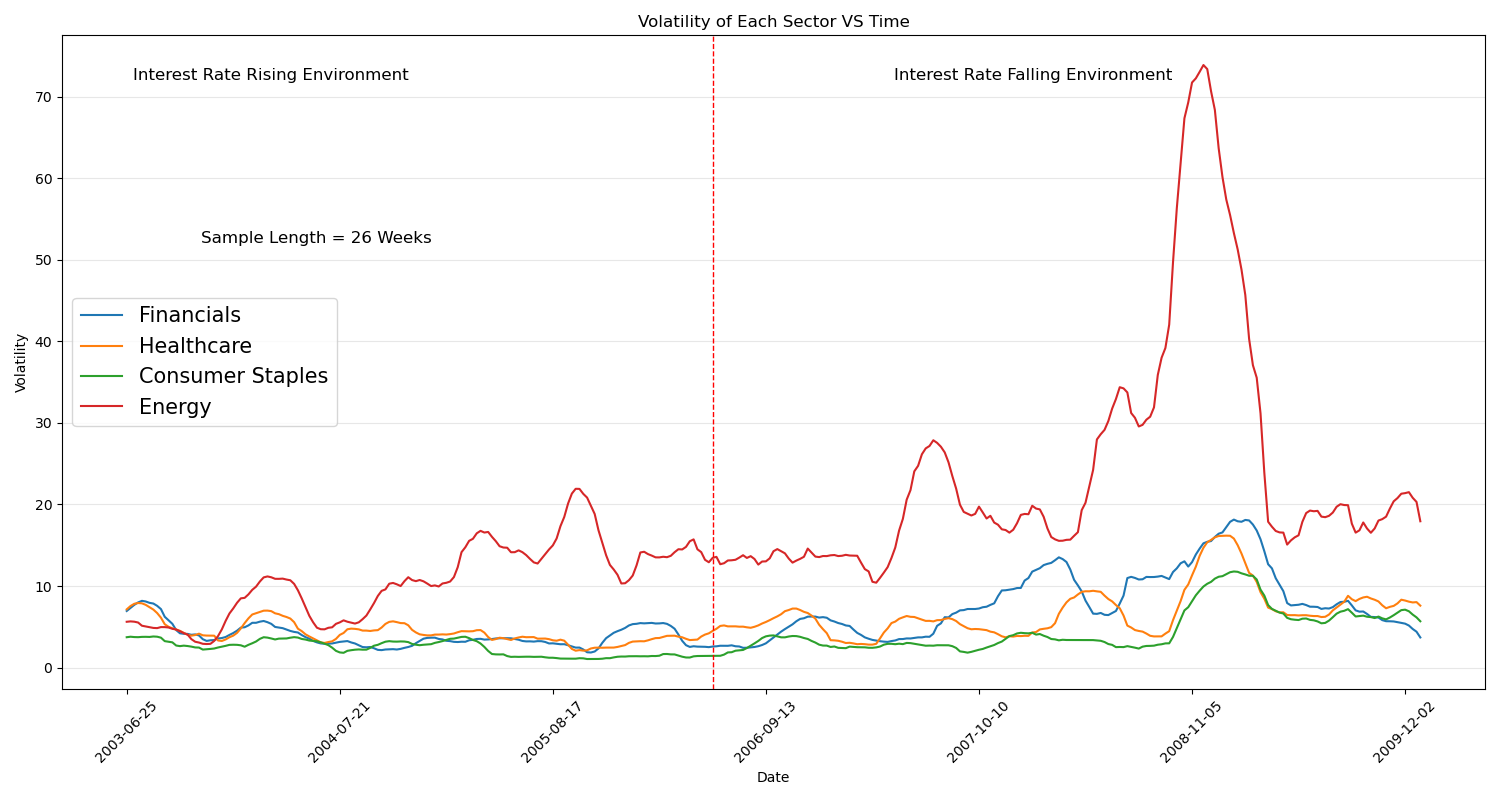 Volatility of Each Sector VS Time
Interest Rate Rising Environment
Interest Rate Falling Environment
Sample Length = 26 Weeks
Financials
Healthcare
Consumer Staples
Energy
Volatility
70
60
50
40
30
20
10
0
2003-06-25
2004-07-21
2005-08-17
2006-09-13
2007-10-10
2008-11-05
2009-12-02
Date